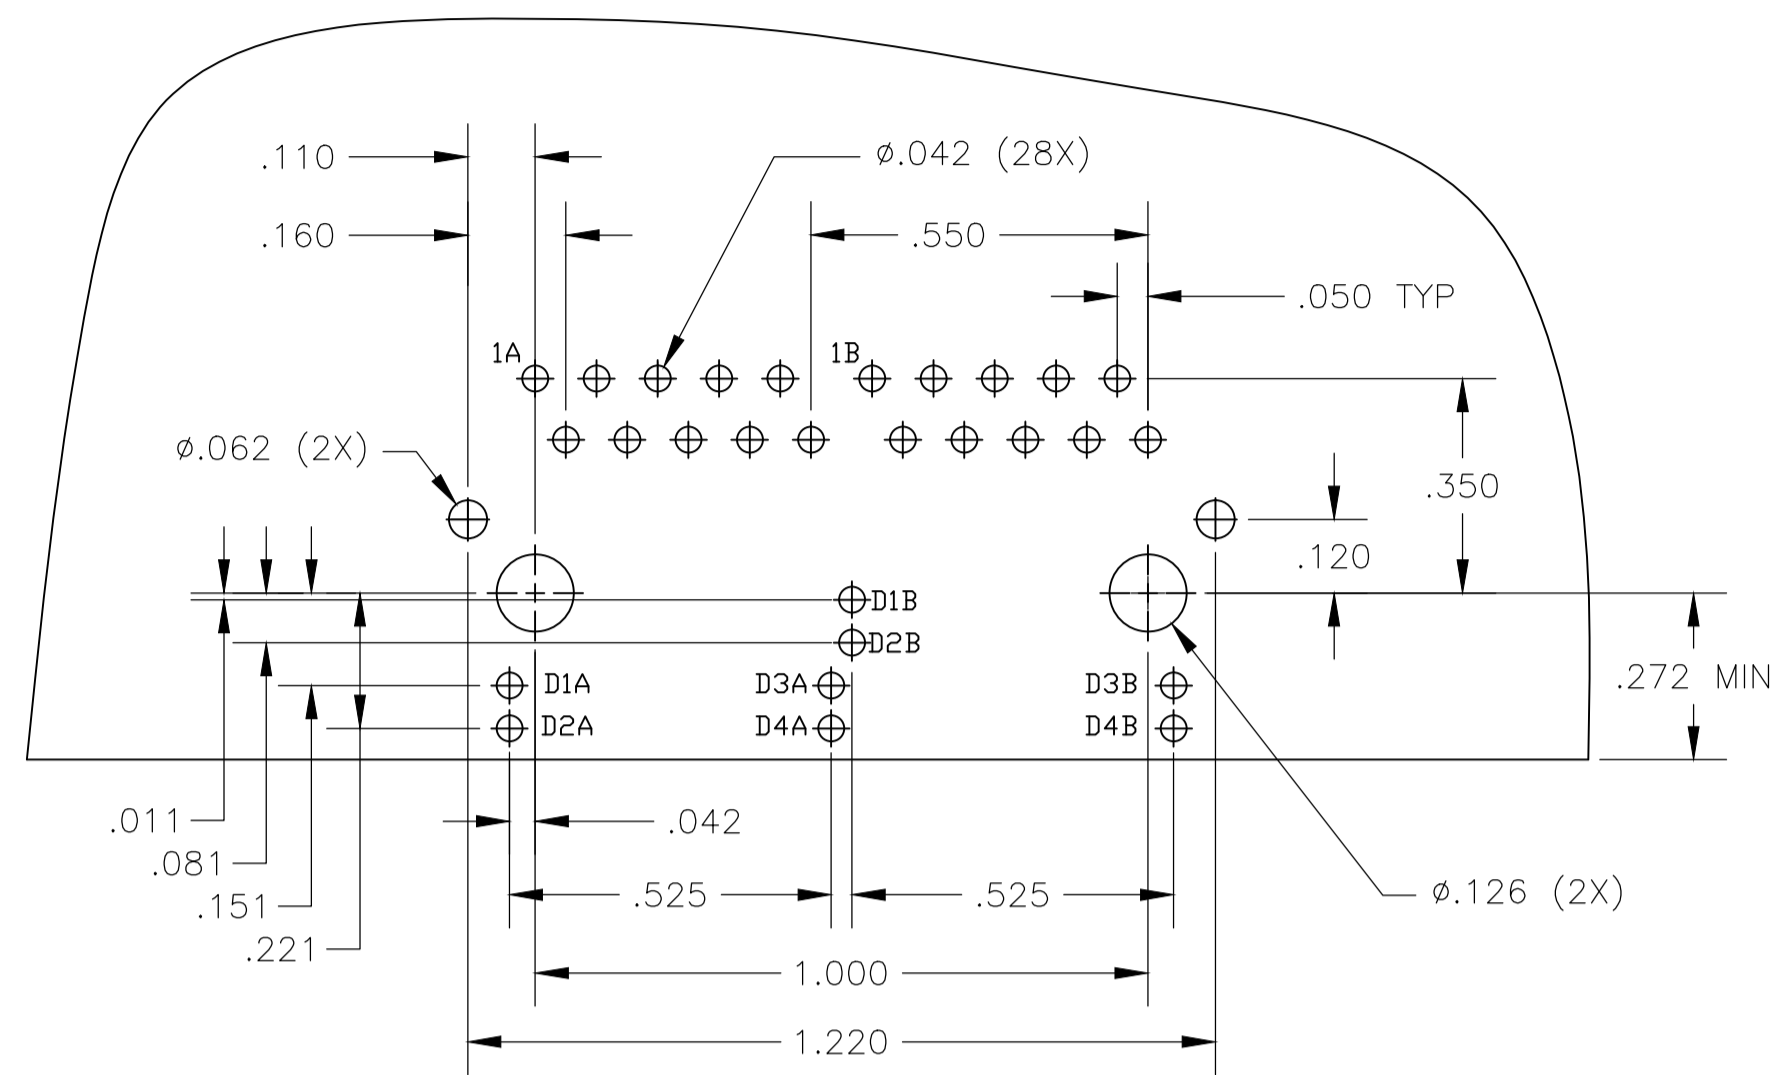 .110
ø.042 (28X)
.160
.550
.050 TYP
1A
1B
ø.062 (2X)
.350
.120
D1B
D2B
D1A
D3A
D3B
.272 MIN
D2A
D4A
D4B
.011
.042
.081
.151
.525
.525
ø.126 (2X)
.221
1.000
1.220